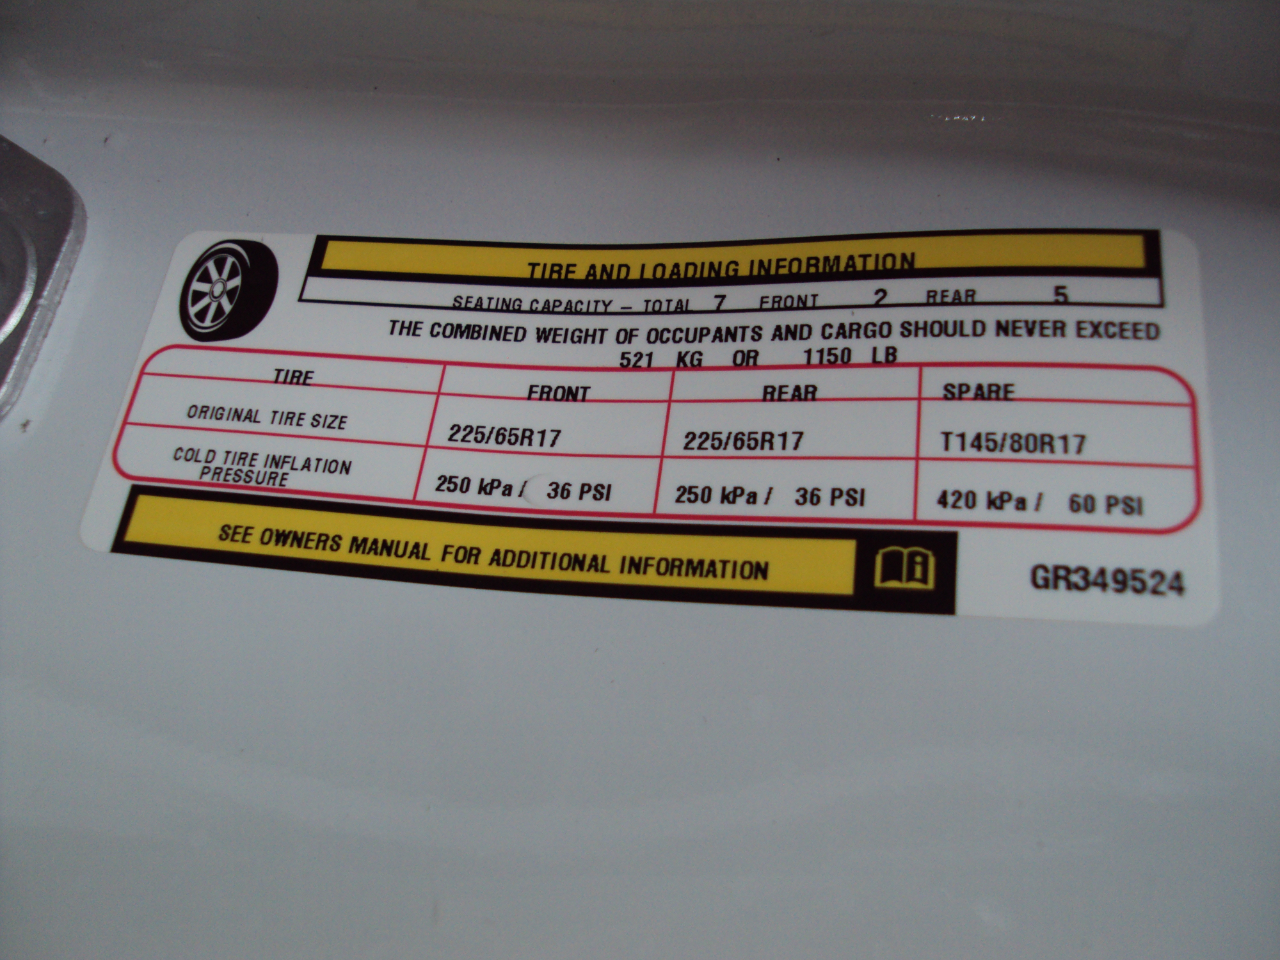 TIRE AND LOADING INFORMATION
SEATING CAPACITY – TOTAL 7 FRONT 2 REAR 5
THE COMBINED WEIGHT OF OCCUPANTS AND CARGO SHOULD NEVER EXCEED
521 KG OR 1150 LB
TIRE FRONT REAR SPARE
ORIGINAL TIRE SIZE 225/65R17 225/65R17 T145/80R17
COLD TIRE INFLATION
PRESSURE 250 kPa / 36 PSI 250 kPa / 36 PSI 420 kPa / 60 PSI
SEE OWNERS MANUAL FOR ADDITIONAL INFORMATION
GR349524